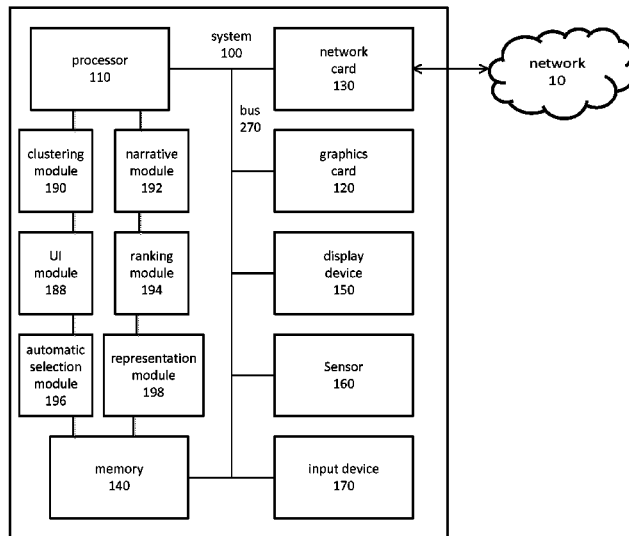 processor
110
system
100
network
card
130
network
10
bus
270
clustering
module
190
narrative
module
192
graphics
card
120
UI
module
188
ranking
module
194
display
device
150
automatic
selection
module
196
representation
module
198
Sensor
160
memory
140
input device
170